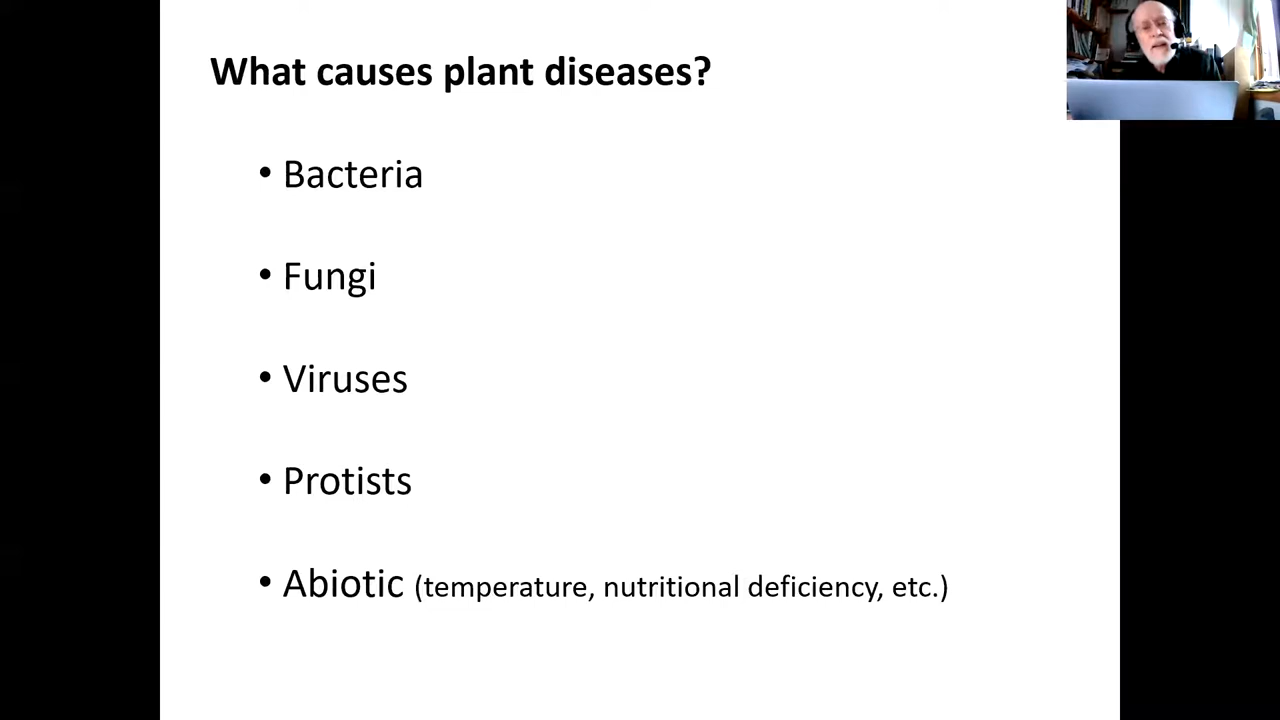 What causes plant diseases?
• Bacteria
• Fungi
• Viruses
• Protists
• Abiotic (temperature, nutritional deficiency, etc.)